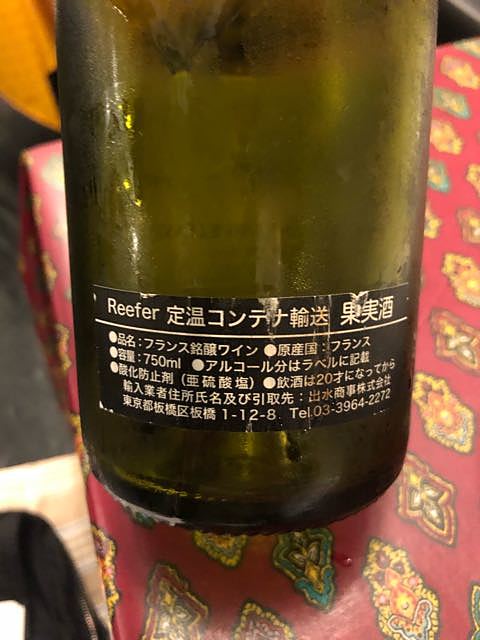 Reefer 定温コンテナ輸送 果実酒
●品名：フランス銘醸ワイン ●原産国：フランス
●容量：750ml ●アルコール分はラベルに記載
●酸化防止剤（亜硫酸塩）●飲酒は20才になってから
輸入業者住所氏名及び引取先：出水商事株式会社
東京都板橋区板橋 1-12-8 Tel.03-3964-2272